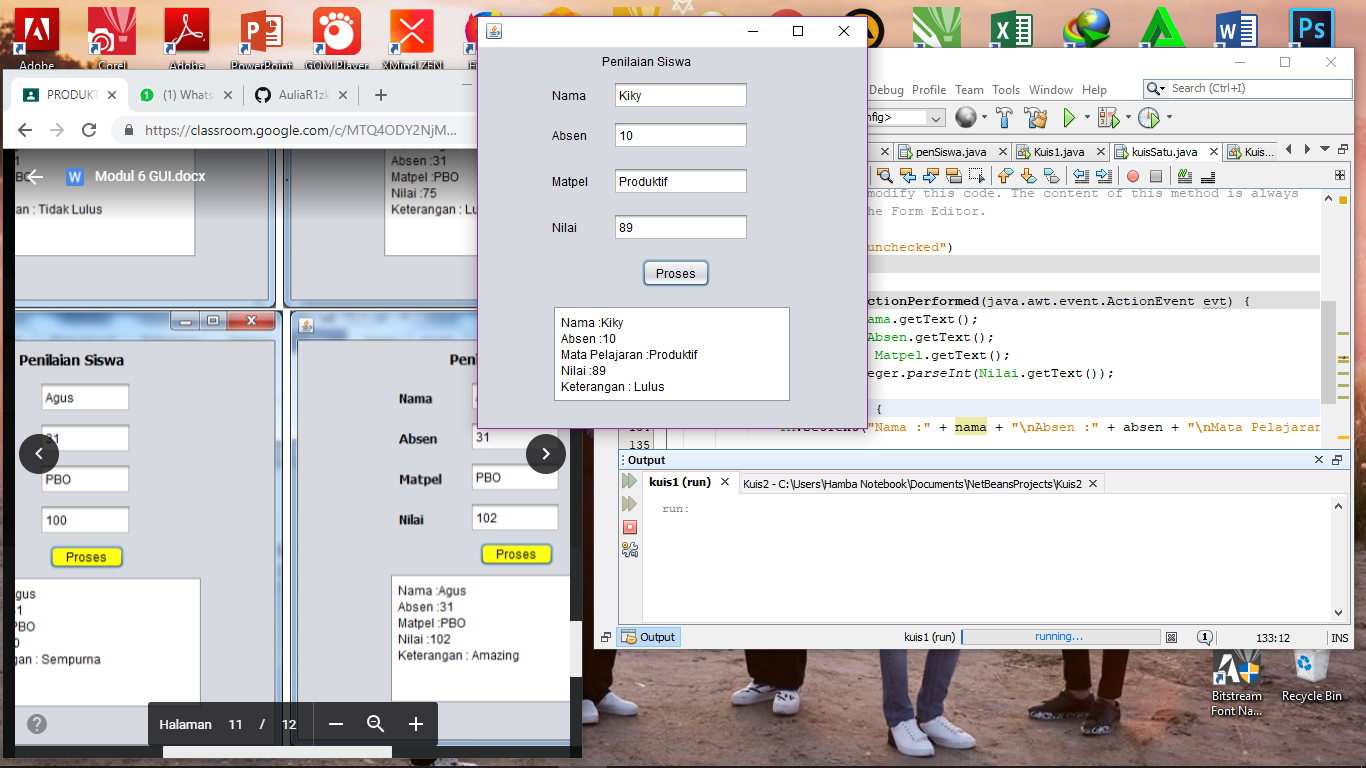 Adobe
Corel
Adobe
PowerPoint
GOM Player
XMind ZEN
PRODUKT
(1) Whats
AuliaR1zk
https://classroom.google.com/c/MTQ4ODY2NjM...
Modul 6 GUI.docx
an : Tidak Lulus
Absen :31
Matpel :PBO
Nilai :75
Keterangan : Lu
Penilaian Siswa
Agus
31
PBO
100
Proses
gus
PBO
gan : Sempurna
Nama
Absen
31
Matpel
PBO
Nilai
102
Proses
Nama :Agus
Absen :31
Matpel :PBO
Nilai :102
Keterangan : Amazing
Halaman 11 / 12
Penilaian Siswa
Nama
Kiky
Absen
10
Matpel
Produktif
Nilai
89
Proses
Nama :Kiky
Absen :10
Mata Pelajaran :Produktif
Nilai :89
Keterangan : Lulus
Debug Profile Team Tools Window Help
Search (Ctrl+I)
nfig>
penSiswa.java
Kuis1.java
kuisSatu.java
Kuis...
modify this code. The content of this method is always
he Form Editor.
unchecked")
ctionPerformed(java.awt.event.ActionEvent evt) {
ama.getText();
Absen.getText();
Matpel.getText();
eger.parseInt(Nilai.getText());
{
"Nama :" + nama + "\nAbsen :" + absen + "\nMata Pelajaran
135
Output
kuis1 (run)
Kuis2 - C:\Users\Hamba Notebook\Documents\NetBeansProjects\Kuis2
run:
Output
kuis1 (run)
running...
1
133:12
INS
Bitstream
Font Na...
Recycle Bin